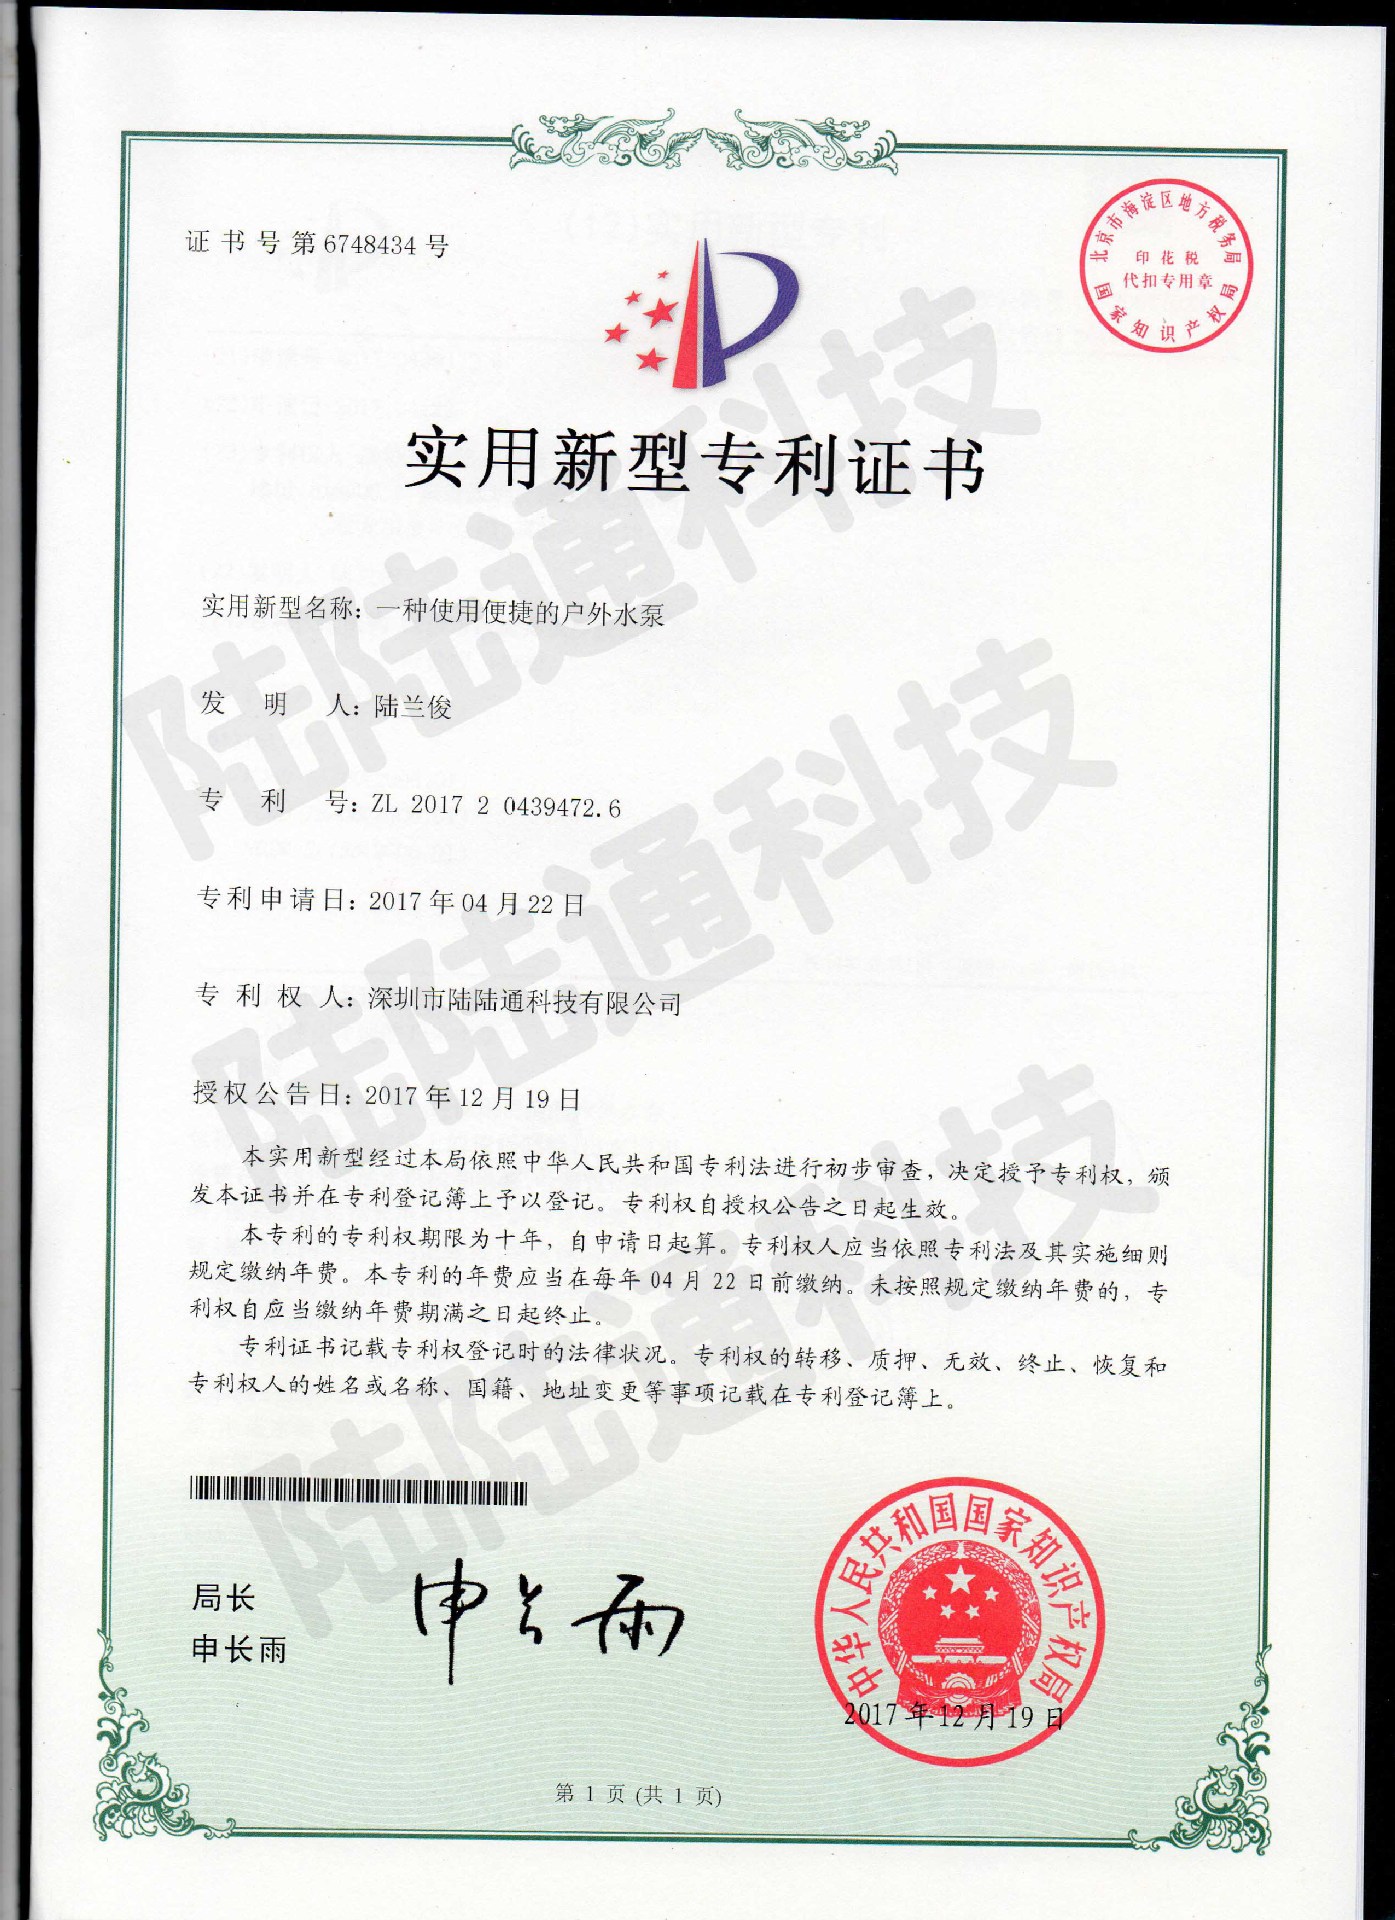 证书号第6748434号
北京市海淀区地方税务局
印花税
代扣专用章
国家知识产权局
实用新型专利证书
实用新型名称：一种使用便捷的户外水泵
发明人：陆兰俊
专利号：ZL 2017 2 0439472.6
专利申请日：2017年04月22日
专利权人：深圳市陆陆通科技有限公司
授权公告日：2017年12月19日
本实用新型经过本局依照中华人民共和国专利法进行初步审查，决定授予专利权，颁
发本证书并在专利登记簿上予以登记。专利权自授权公告之日起生效。
本专利的专利权期限为十年，自申请日起算。专利权人应当依照专利法及其实施细则
规定缴纳年费。本专利的年费应当在每年04月22日前缴纳。未按照规定缴纳年费的，专
利权自应当缴纳年费期满之日起终止。
专利证书记载专利权登记时的法律状况。专利权的转移、质押、无效、终止、恢复和
专利权人的姓名或名称、国籍、地址变更等事项记载在专利登记簿上。
局长
申长雨
申长雨
中华人民共和国国家知识产权局
2017年12月19日
第1页(共1页)
陆陆通科技
陆陆通科技
陆陆通科技